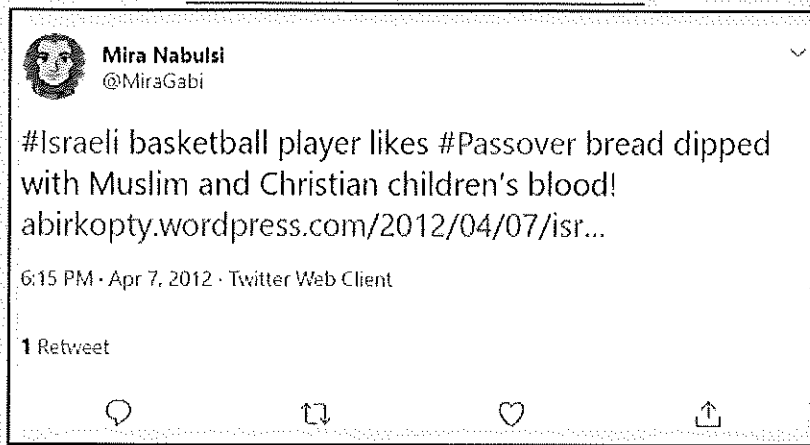 Mira Nabulsi
@MiraGabi
#Israeli basketball player likes #Passover bread dipped
with Muslim and Christian children's blood!
abirkopty.wordpress.com/2012/04/07/isr...
6:15 PM · Apr 7, 2012 · Twitter Web Client
1 Retweet